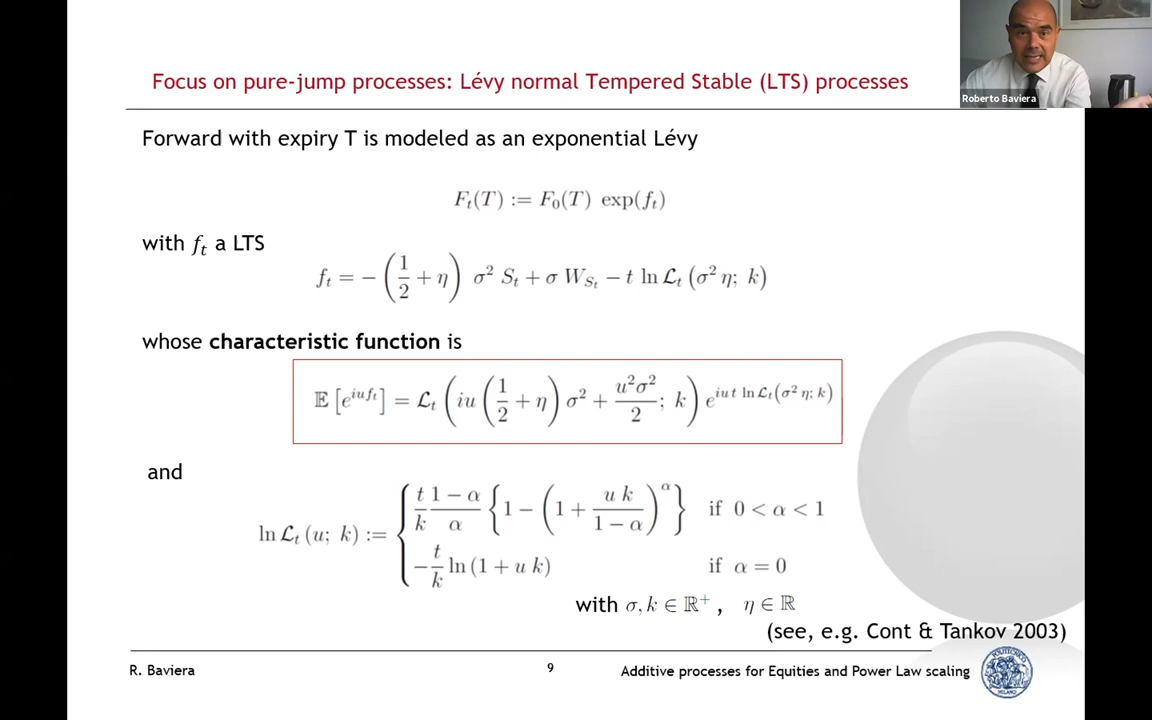 Focus on pure-jump processes: Lévy normal Tempered Stable (LTS) processes
Roberto Baviera
Forward with expiry T is modeled as an exponential Lévy
F_t(T) := F_0(T) exp(f_t)
with f_t a LTS
f_t = − (1/2 + η) σ² S_t + σ W_{S_t} − t ln 𝓛_t (σ² η; k)
whose characteristic function is
𝔼 [e^{iuf_t}] = 𝓛_t (iu (1/2 + η) σ² + u²σ²/2 ; k) e^{iut ln 𝓛_t(σ² η; k)}
and
ln 𝓛_t (u; k) := { t/k (1 − α)/α {1 − (1 + u k/(1 − α))^α} if 0 < α < 1
−t/k ln (1 + u k) if α = 0
with σ, k ∈ ℝ⁺ , η ∈ ℝ
(see, e.g. Cont & Tankov 2003)
R. Baviera
9
Additive processes for Equities and Power Law scaling
POLITECNICO
MILANO